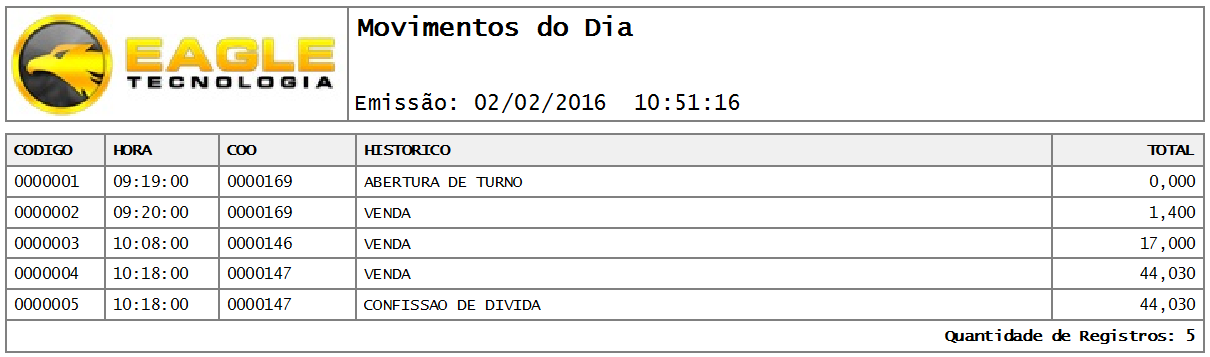 EAGLE
TECNOLOGIA
Movimentos do Dia
Emissão: 02/02/2016 10:51:16
CODIGO HORA COO HISTORICO TOTAL
0000001 09:19:00 0000169 ABERTURA DE TURNO 0,000
0000002 09:20:00 0000169 VENDA 1,400
0000003 10:08:00 0000146 VENDA 17,000
0000004 10:18:00 0000147 VENDA 44,030
0000005 10:18:00 0000147 CONFISSAO DE DIVIDA 44,030
Quantidade de Registros: 5